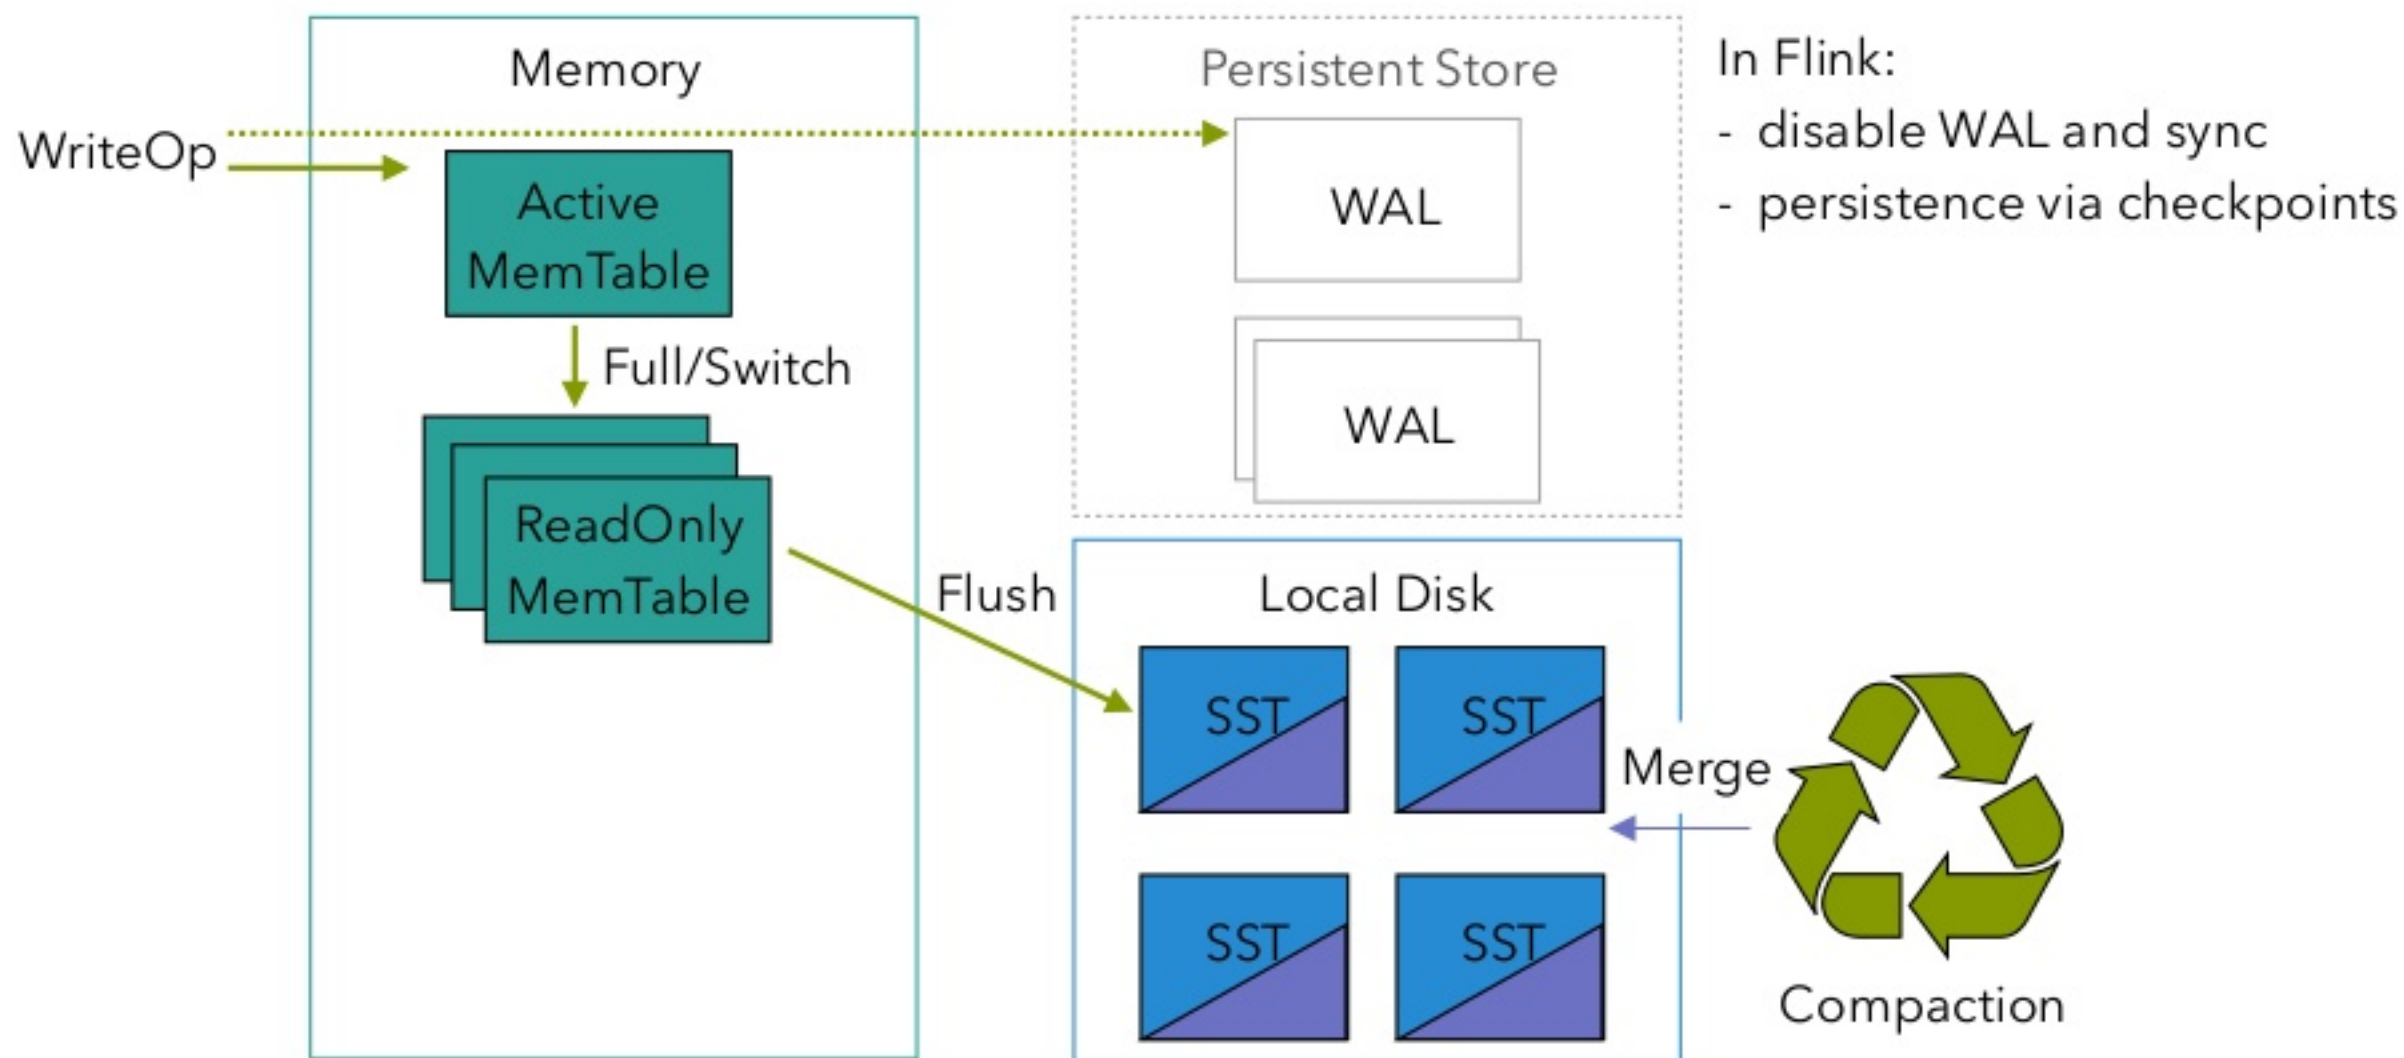 Memory
Persistent Store
In Flink:
- disable WAL and sync
- persistence via checkpoints
WriteOp
Active
MemTable
WAL
Full/Switch
WAL
ReadOnly
MemTable
Flush
Local Disk
SST
SST
Merge
SST
SST
Compaction